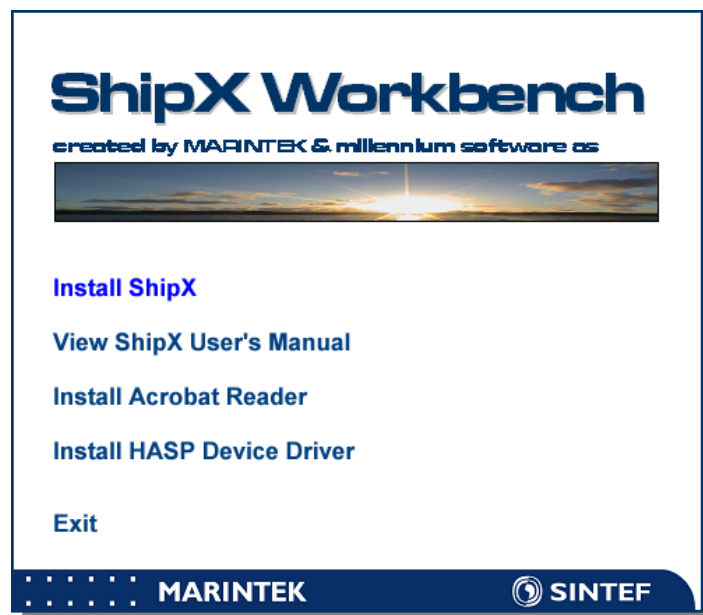 ShipX Workbench
created by MARINTEK & millennium software as
Install ShipX
View ShipX User's Manual
Install Acrobat Reader
Install HASP Device Driver
Exit
MARINTEK
SINTEF